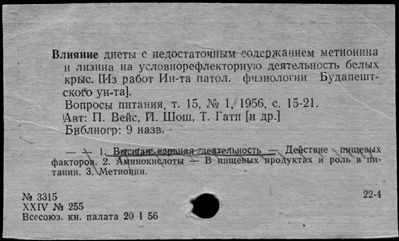 Влияние диеты с недостаточным содержанием метионина
и лизина на условнорефлекторную деятельность белых
крыс. [Из работ Ин-та патол. физиологии Будапешт-
ского ун-та].
Вопросы питания, т. 15, № 1, 1956, с. 15-21.
Авт: П. Вейс, Й. Шош, Т. Гати [и др.]
Библиогр: 9 назв.
— — 1. Высшая нервная деятельность — Действие пищевых
факторов. 2. Аминокислоты — В пищевых продуктах и роль в пи-
тании. 3. Метионин.
№ 3315 22-4
XXIV № 255
Всесоюз. кн. палата 20 I 56